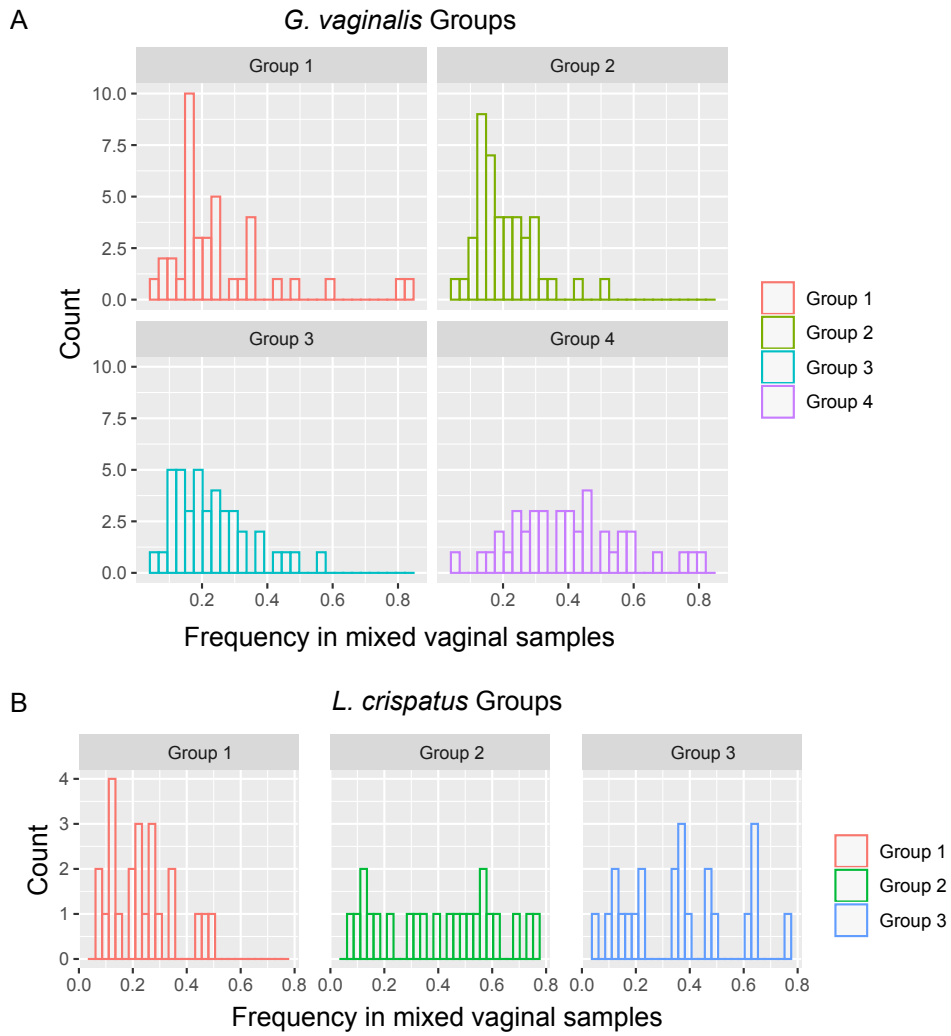 A
G. vaginalis Groups
Group 1 Group 2
10.0
7.5
5.0
2.5
0.0
Group 3 Group 4
10.0
7.5
5.0
2.5
0.0
0.2 0.4 0.6 0.8 0.2 0.4 0.6 0.8
Count
Frequency in mixed vaginal samples
Group 1
Group 2
Group 3
Group 4
B
L. crispatus Groups
Group 1 Group 2 Group 3
4
3
2
1
0
0.0 0.2 0.4 0.6 0.8 0.0 0.2 0.4 0.6 0.8 0.0 0.2 0.4 0.6 0.8
Count
Frequency in mixed vaginal samples
Group 1
Group 2
Group 3